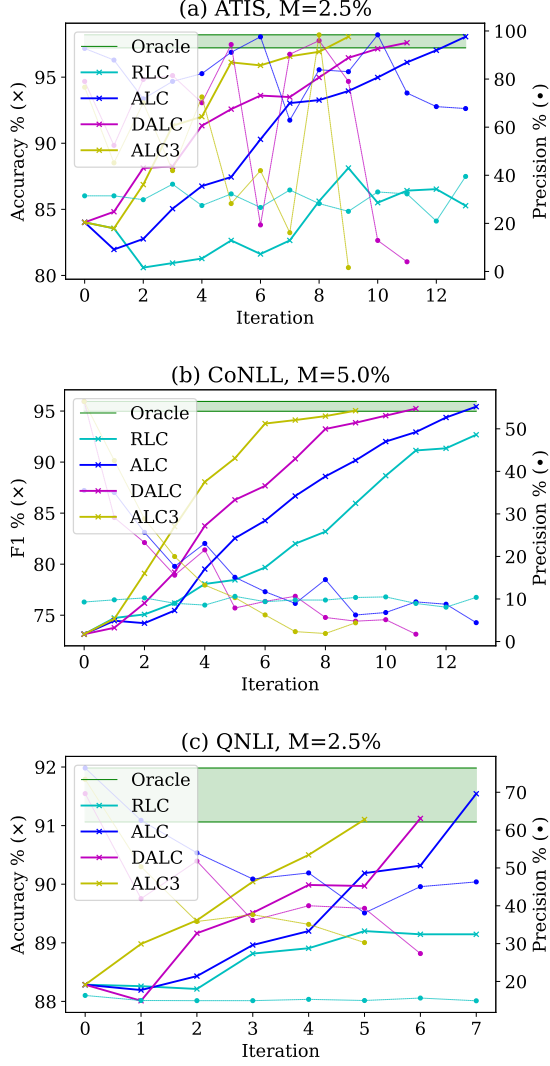 (a) ATIS, M=2.5%
Oracle
RLC
ALC
DALC
ALC3
Accuracy % (×)
95
90
85
80
100
80
60
40
20
0
Precision % (•)
0 2 4 6 8 10 12
Iteration
(b) CoNLL, M=5.0%
Oracle
RLC
ALC
DALC
ALC3
F1 % (×)
95
90
85
80
75
50
40
30
20
10
0
Precision % (•)
0 2 4 6 8 10 12
Iteration
(c) QNLI, M=2.5%
Oracle
RLC
ALC
DALC
ALC3
Accuracy % (×)
92
91
90
89
88
70
60
50
40
30
20
Precision % (•)
0 1 2 3 4 5 6 7
Iteration